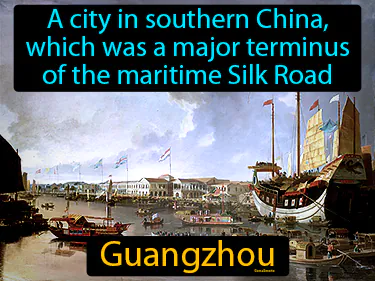 A city in southern China,
which was a major terminus
of the maritime Silk Road
Guangzhou